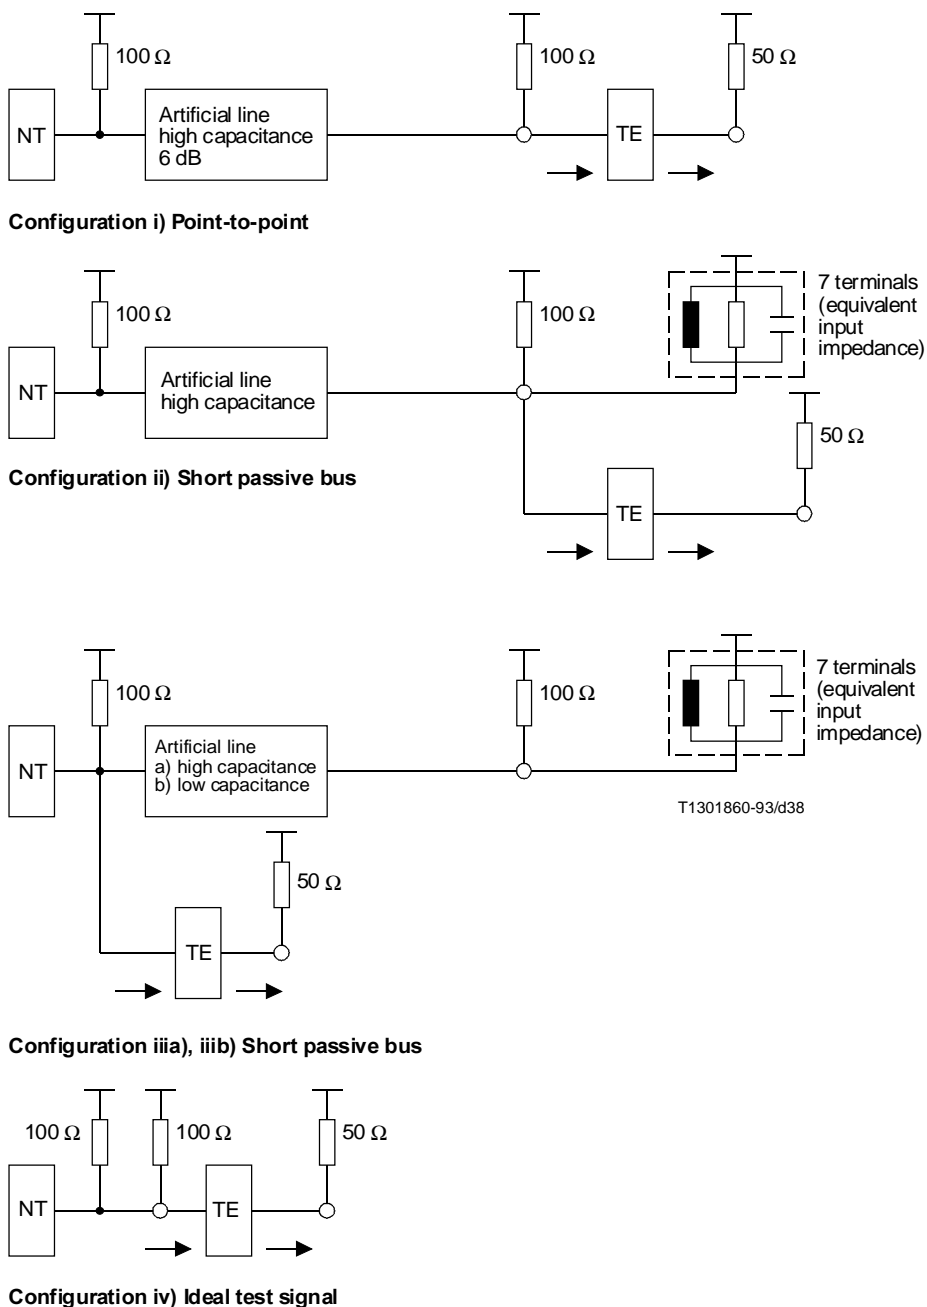 100 Ω
100 Ω
50 Ω
NT
Artificial line
high capacitance
6 dB
TE
Configuration i) Point-to-point
100 Ω
100 Ω
7 terminals
(equivalent
input
impedance)
NT
Artificial line
high capacitance
50 Ω
Configuration ii) Short passive bus
TE
100 Ω
100 Ω
7 terminals
(equivalent
input
impedance)
NT
Artificial line
a) high capacitance
b) low capacitance
T1301860-93/d38
50 Ω
TE
Configuration iiia), iiib) Short passive bus
100 Ω
100 Ω
50 Ω
NT
TE
Configuration iv) Ideal test signal